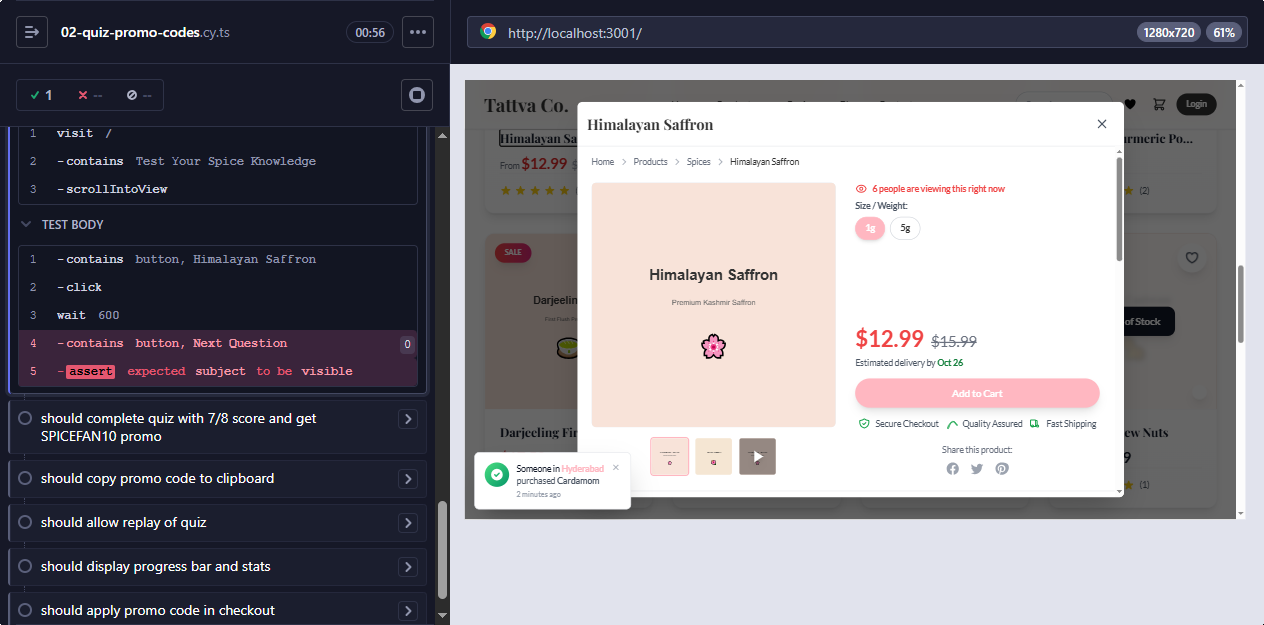 02-quiz-promo-codes.cy.ts
00:56
1
--
--
1 visit /
2 -contains Test Your Spice Knowledge
3 -scrollIntoView
TEST BODY
1 -contains button, Himalayan Saffron
2 -click
3 wait 600
4 -contains button, Next Question 0
5 -assert expected subject to be visible
should complete quiz with 7/8 score and get
SPICEFAN10 promo
should copy promo code to clipboard
should allow replay of quiz
should display progress bar and stats
should apply promo code in checkout
http://localhost:3001/
1280x720
61%
Tattva Co.
Login
Himalayan Sa
From $12.99
SALE
Darjeelin
Darjeeling Fir
Himalayan Saffron
Home > Products > Spices > Himalayan Saffron
Himalayan Saffron
Premium Kashmir Saffron
6 people are viewing this right now
Size / Weight:
1g
5g
$12.99 $15.99
Estimated delivery by Oct 26
Add to Cart
Secure Checkout
Quality Assured
Fast Shipping
Share this product:
urmeric Po...
(2)
of Stock
ew Nuts
9
(1)
Someone in Hyderabad
purchased Cardamom
2 minutes ago